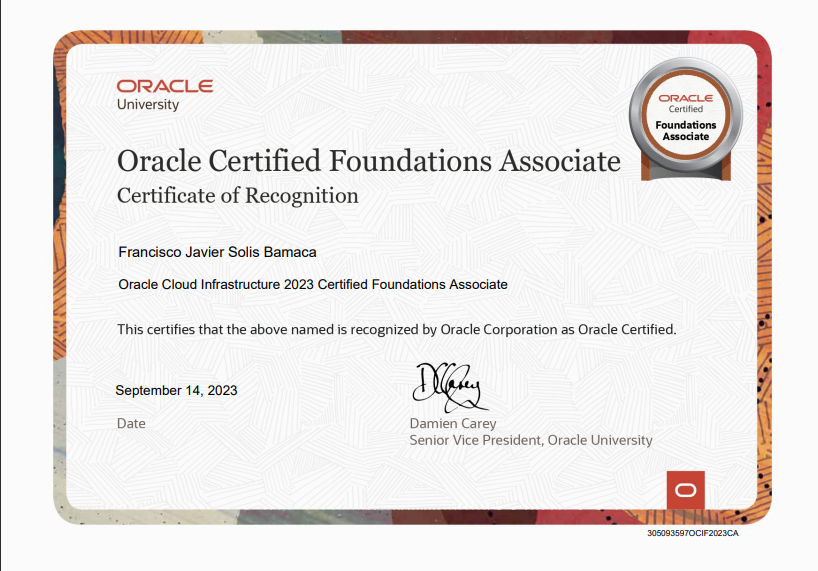 ORACLE
University
ORACLE
Certified
Foundations
Associate
Oracle Certified Foundations Associate
Certificate of Recognition
Francisco Javier Solis Bamaca
Oracle Cloud Infrastructure 2023 Certified Foundations Associate
This certifies that the above named is recognized by Oracle Corporation as Oracle Certified.
September 14, 2023
Date
DCarey
Damien Carey
Senior Vice President, Oracle University
305093597OCIF2023CA